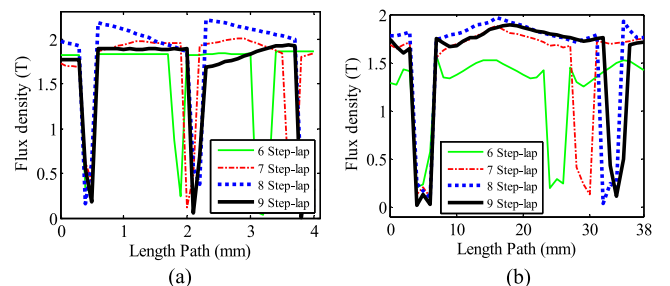 Flux density (T)
2
1.5
1
0.5
0
0 1 2 3 4
Length Path (mm)
6 Step-lap
7 Step-lap
8 Step-lap
9 Step-lap
(a)
Flux density (T)
2
1.5
1
0.5
0
0 10 20 30 38
Length Path (mm)
6 Step-lap
7 Step-lap
8 Step-lap
9 Step-lap
(b)